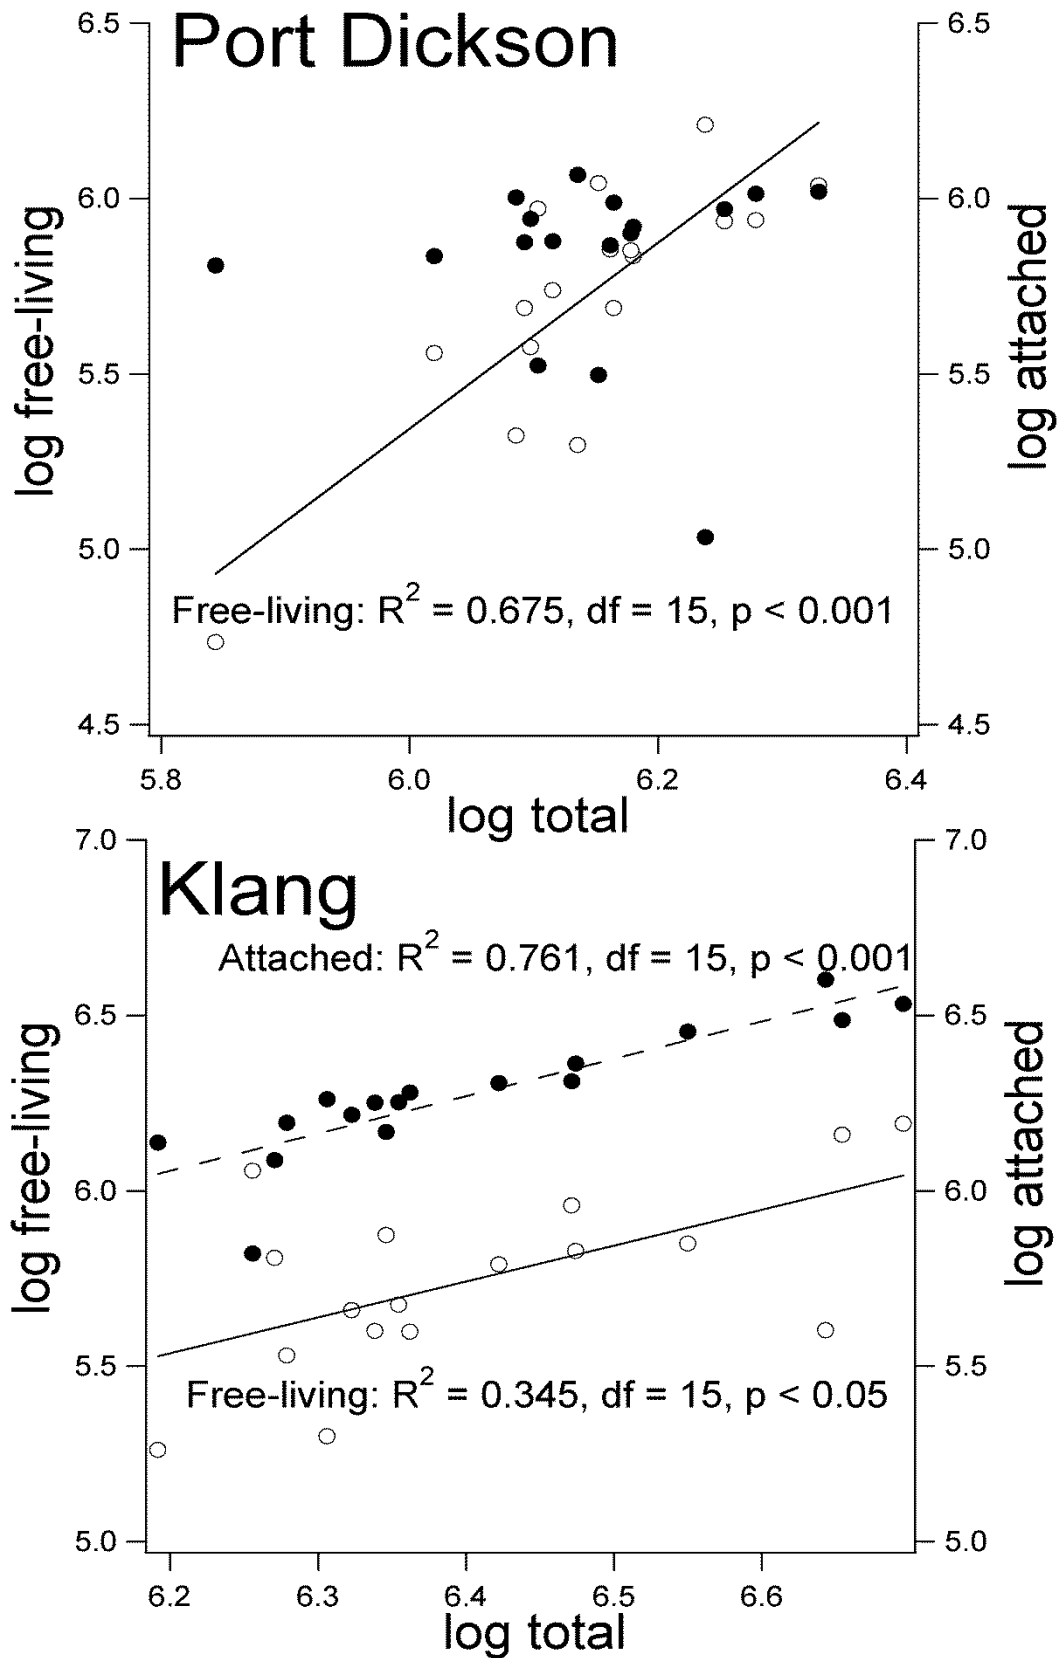 Port Dickson
6.5
6.0
5.5
5.0
4.5
log free-living
6.5
6.0
5.5
5.0
4.5
log attached
Free-living: R² = 0.675, df = 15, p < 0.001
5.8 6.0 6.2 6.4
log total
Klang
7.0
6.5
6.0
5.5
5.0
log free-living
7.0
6.5
6.0
5.5
5.0
log attached
Attached: R² = 0.761, df = 15, p < 0.001
Free-living: R² = 0.345, df = 15, p < 0.05
6.2 6.3 6.4 6.5 6.6
log total